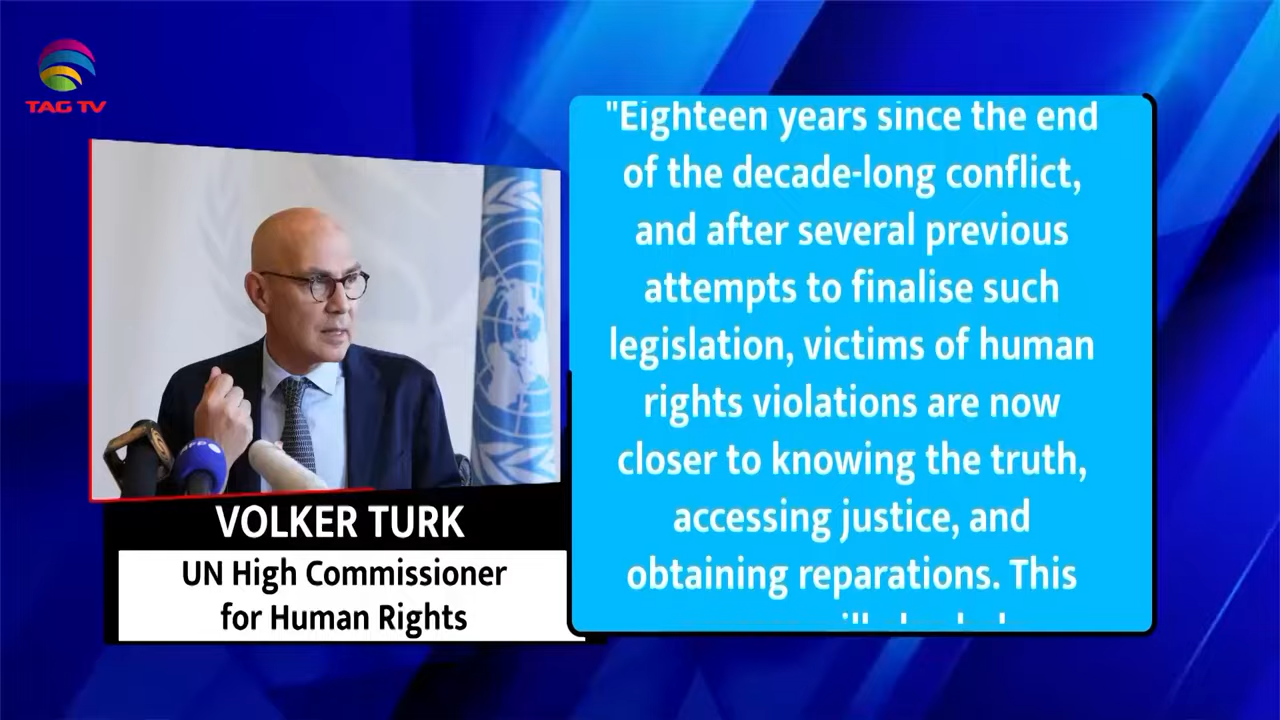 TAG TV
"Eighteen years since the end
of the decade-long conflict,
and after several previous
attempts to finalise such
legislation, victims of human
rights violations are now
closer to knowing the truth,
accessing justice, and
obtaining reparations. This
VOLKER TURK
UN High Commissioner
for Human Rights